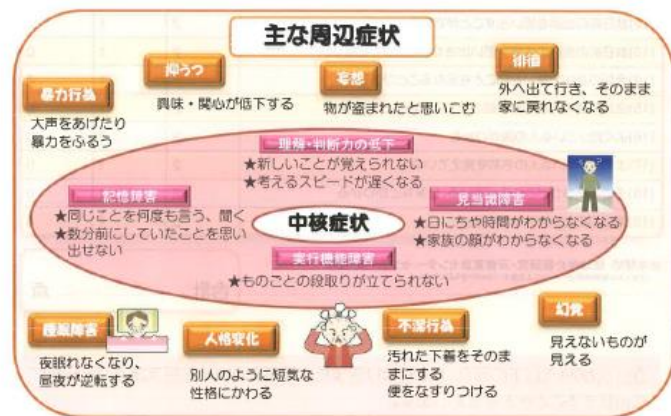 主な周辺症状
暴力行為
大声をあげたり
暴力をふるう
抑うつ
興味・関心が低下する
妄想
物が盗まれたと思いこむ
徘徊
外へ出て行き、そのまま
家に戻れなくなる
理解・判断力の低下
★新しいことが覚えられない
★考えるスピードが遅くなる
記憶障害
★同じことを何度も言う、聞く
★数分前にしていたことを思い
出せない
中核症状
見当識障害
★日にちや時間がわからなくなる
★家族の顔がわからなくなる
実行機能障害
★ものごとの段取りが立てられない
睡眠障害
夜眠れなくなり、
昼夜が逆転する
人格変化
別人のように短気な
性格にかわる
不潔行為
汚れた下着をそのまま
まにする
便をなすりつける
幻覚
見えないものが
見える